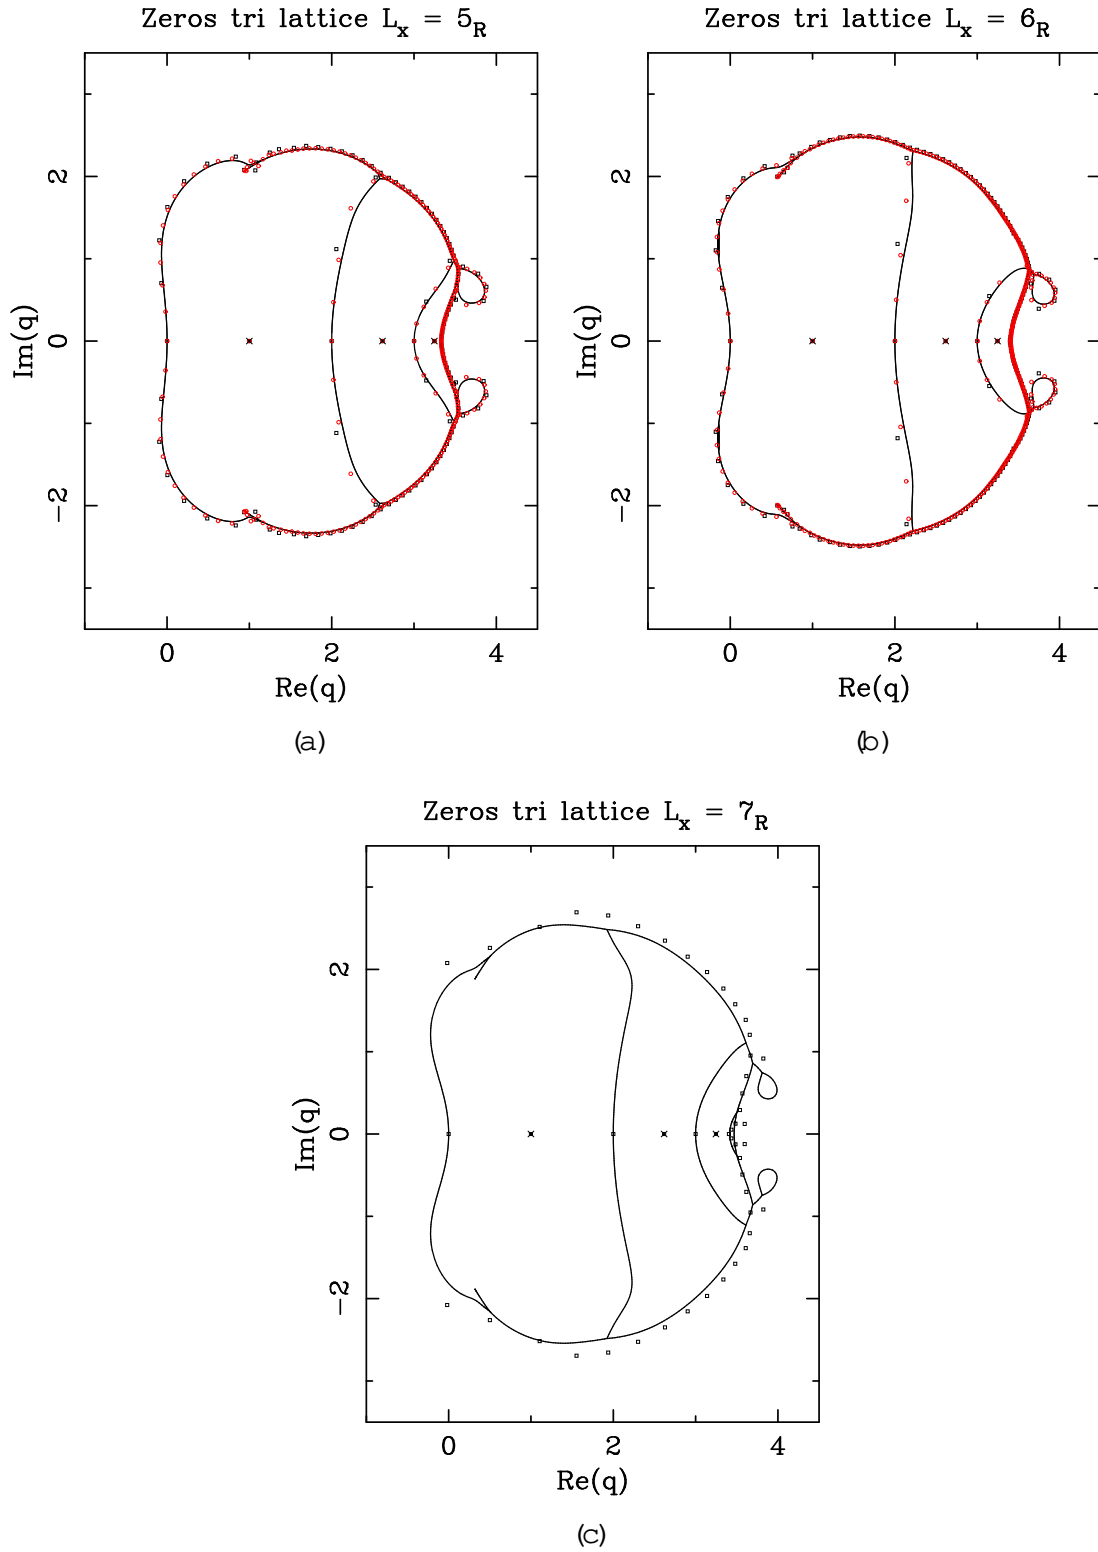 Zeros tri lattice L_x = 5_R
2
0
−2
Im(q)
0 2 4
Re(q)
(a)
Zeros tri lattice L_x = 6_R
2
0
−2
Im(q)
0 2 4
Re(q)
(b)
Zeros tri lattice L_x = 7_R
2
0
−2
Im(q)
0 2 4
Re(q)
(c)